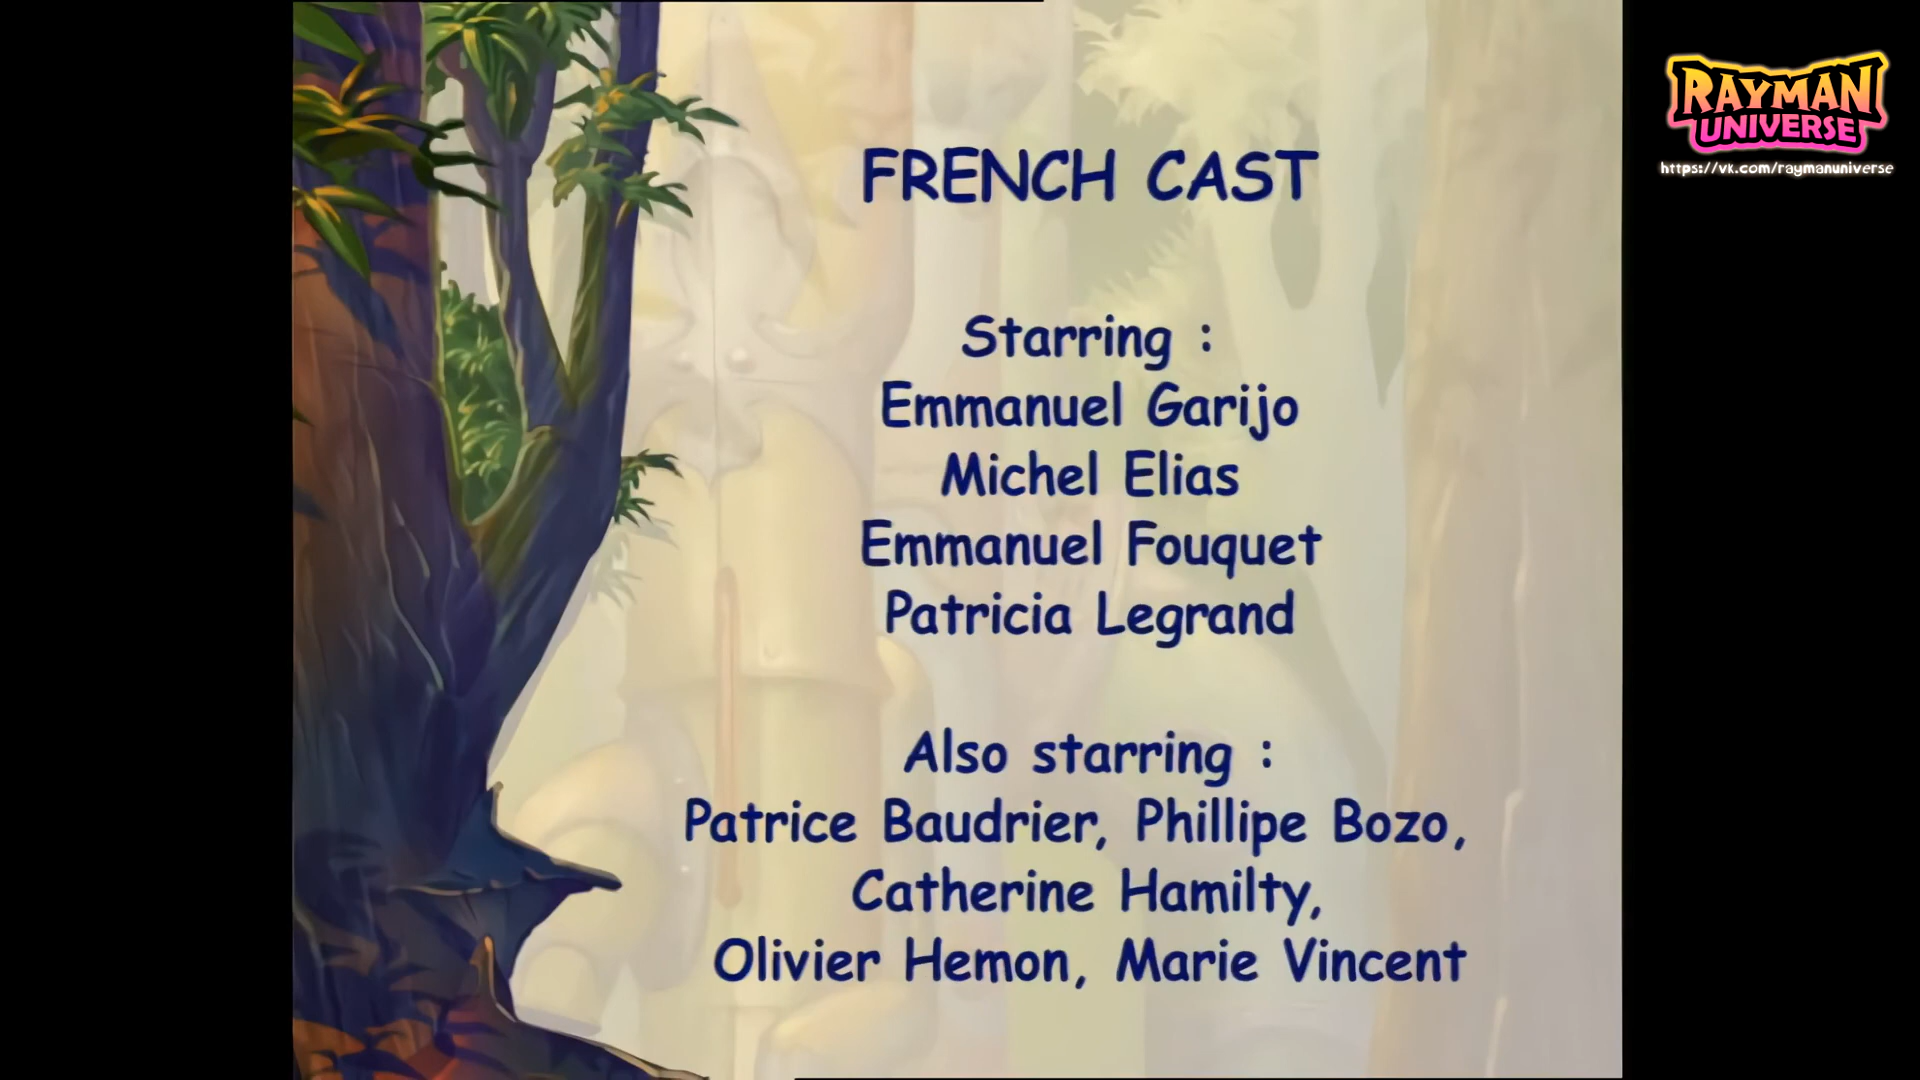 RAYMAN
UNIVERSE
https://vk.com/raymanuniverse
FRENCH CAST
Starring :
Emmanuel Garijo
Michel Elias
Emmanuel Fouquet
Patricia Legrand
Also starring :
Patrice Baudrier, Phillipe Bozo,
Catherine Hamilty,
Olivier Hemon, Marie Vincent